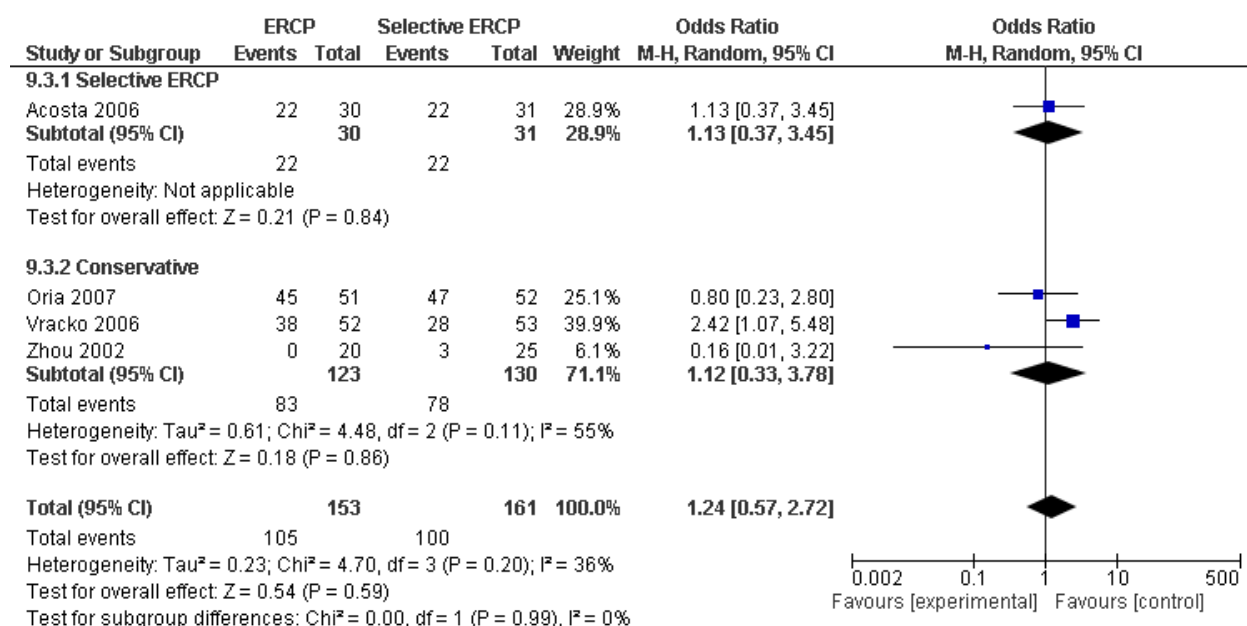 ERCP Selective ERCP Odds Ratio Odds Ratio
Study or Subgroup Events Total Events Total Weight M-H, Random, 95% CI M-H, Random, 95% CI
9.3.1 Selective ERCP
Acosta 2006 22 30 22 31 28.9% 1.13 [0.37, 3.45]
Subtotal (95% CI) 30 31 28.9% 1.13 [0.37, 3.45]
Total events 22 22
Heterogeneity: Not applicable
Test for overall effect: Z = 0.21 (P = 0.84)
9.3.2 Conservative
Oria 2007 45 51 47 52 25.1% 0.80 [0.23, 2.80]
Vracko 2006 38 52 28 53 39.9% 2.42 [1.07, 5.48]
Zhou 2002 0 20 3 25 6.1% 0.16 [0.01, 3.22]
Subtotal (95% CI) 123 130 71.1% 1.12 [0.33, 3.78]
Total events 83 78
Heterogeneity: Tau² = 0.61; Chi² = 4.48, df = 2 (P = 0.11); I² = 55%
Test for overall effect: Z = 0.18 (P = 0.86)
Total (95% CI) 153 161 100.0% 1.24 [0.57, 2.72]
Total events 105 100
Heterogeneity: Tau² = 0.23; Chi² = 4.70, df = 3 (P = 0.20); I² = 36%
Test for overall effect: Z = 0.54 (P = 0.59)
Test for subgroup differences: Chi² = 0.00, df = 1 (P = 0.99), I² = 0%
0.002 0.1 1 10 500
Favours [experimental] Favours [control]